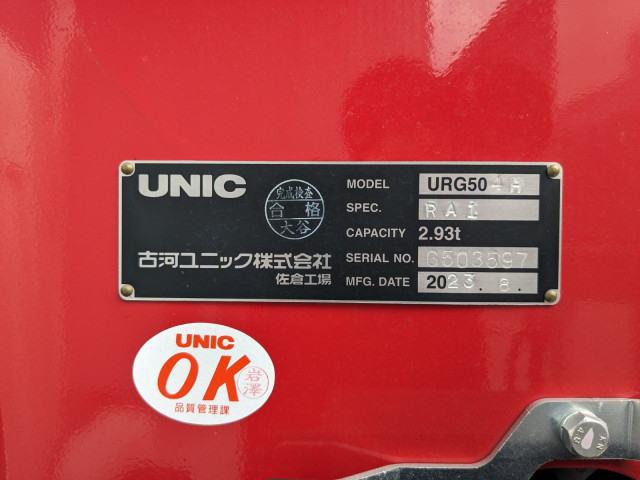 UNIC
完成検査
合格
大谷
古河ユニック株式会社
佐倉工場
MODEL URG504H
SPEC. RA1
CAPACITY 2.93t
SERIAL NO. G503597
MFG. DATE 2023.8.
UNIC
OK
岩澤
品質管理課